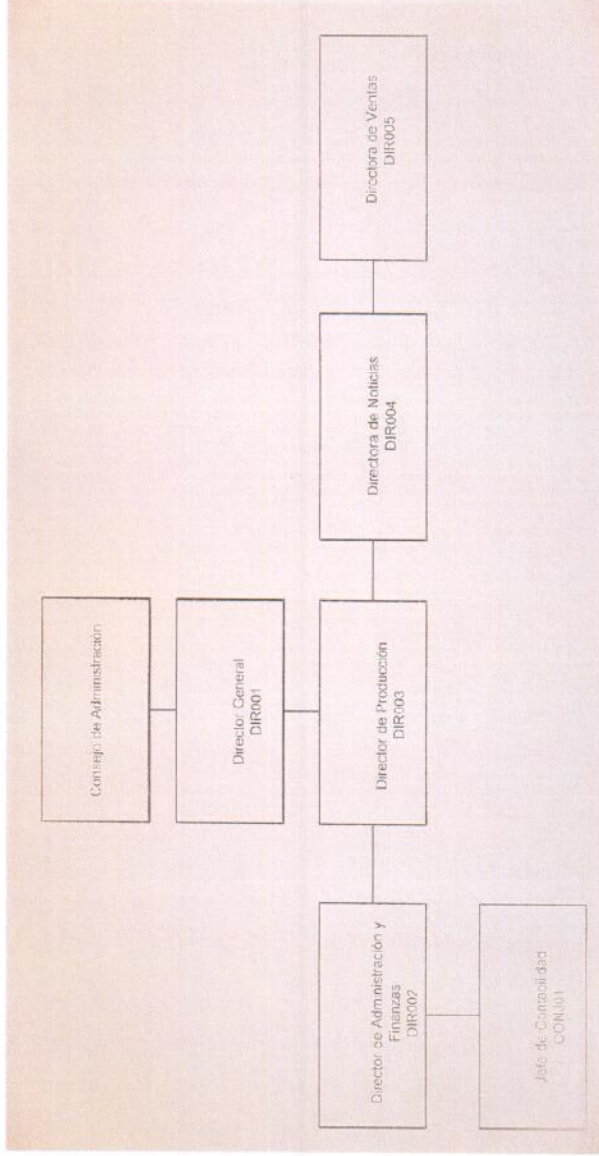 Consejo de Administración
Director General
DIR001
Director de Administración y
Finanzas
DIR002
Director de Producción
DIR003
Directora de Noticias
DIR004
Directora de Ventas
DIR005
Jefe de Contabilidad
CONJ01